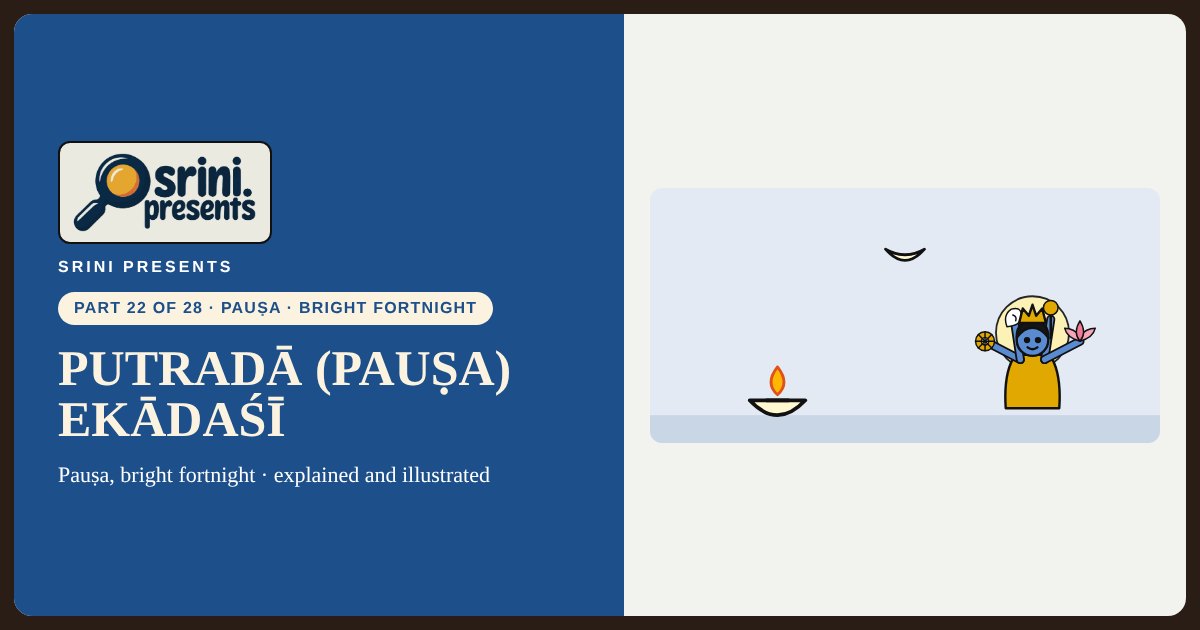 srini.
presents
SRINI PRESENTS
PART 22 OF 28 · PAUṢA · BRIGHT FORTNIGHT
PUTRADĀ (PAUṢA)
EKĀDAŚĪ
Pauṣa, bright fortnight · explained and illustrated